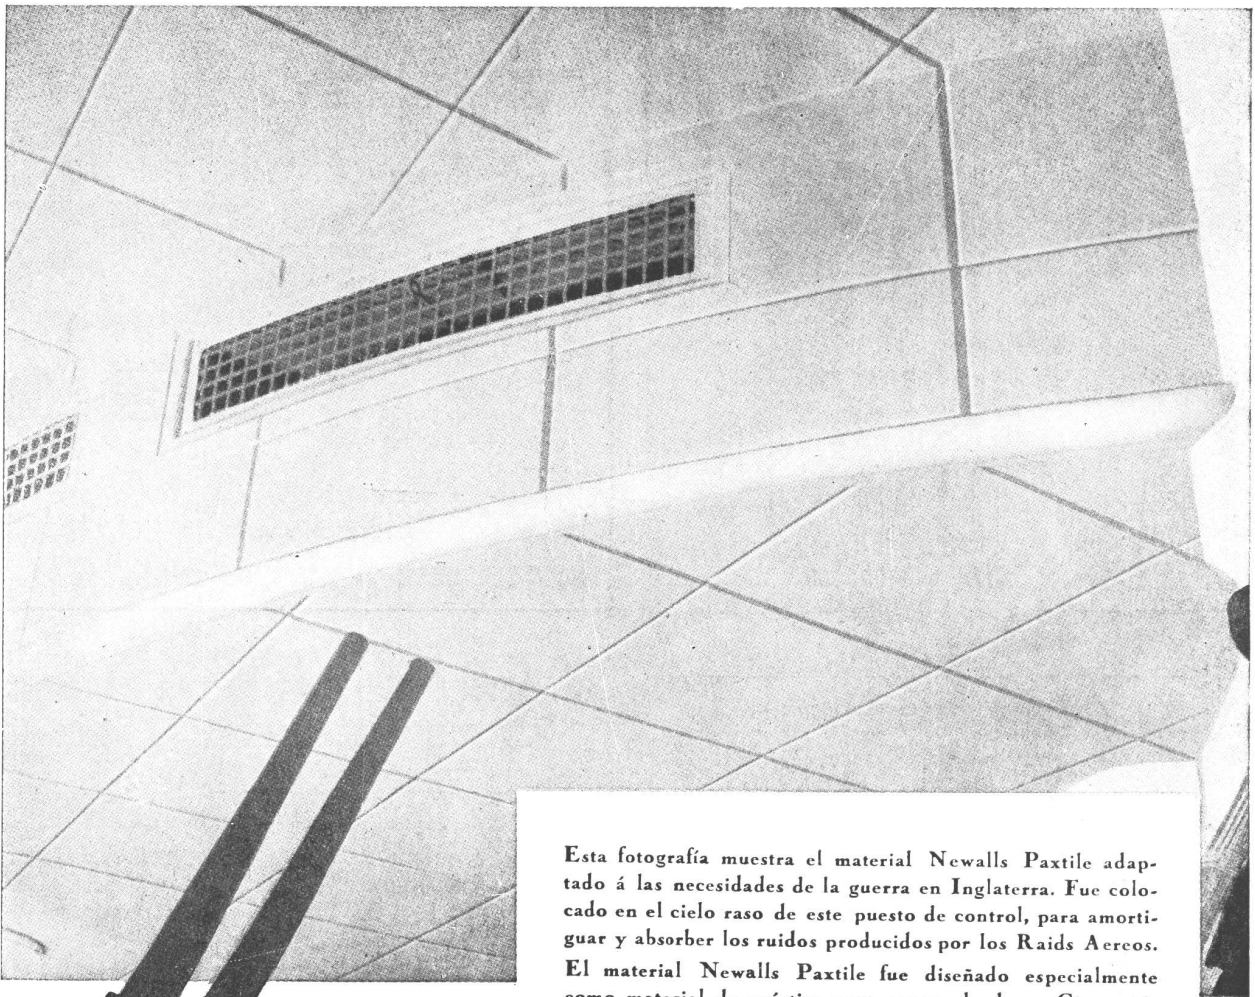 Esta fotografía muestra el material Newalls Paxtile adap-
tado á las necesidades de la guerra en Inglaterra. Fue colo-
cado en el cielo raso de este puesto de control, para amorti-
guar y absorber los ruidos producidos por los Raids Aereos.
El material Newalls Paxtile fue diseñado especialmente
como material